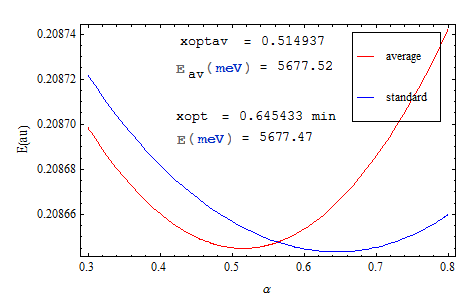 xoptav = 0.514937
E av (meV) = 5677.52
xopt = 0.645433 min
E (meV) = 5677.47
average
standard
E(au)
0.20874
0.20872
0.20870
0.20868
0.20866
0.3 0.4 0.5 0.6 0.7 0.8
α